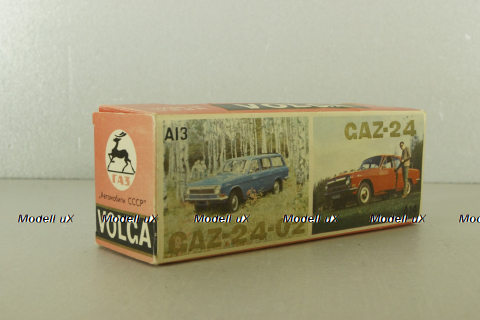 VOLGA
A13
GAZ-24
ГАЗ
"Автомобили СССР"
VOLGA
GAZ-24-02
Modell uX Modell uX Modell uX Modell uX Modell uX